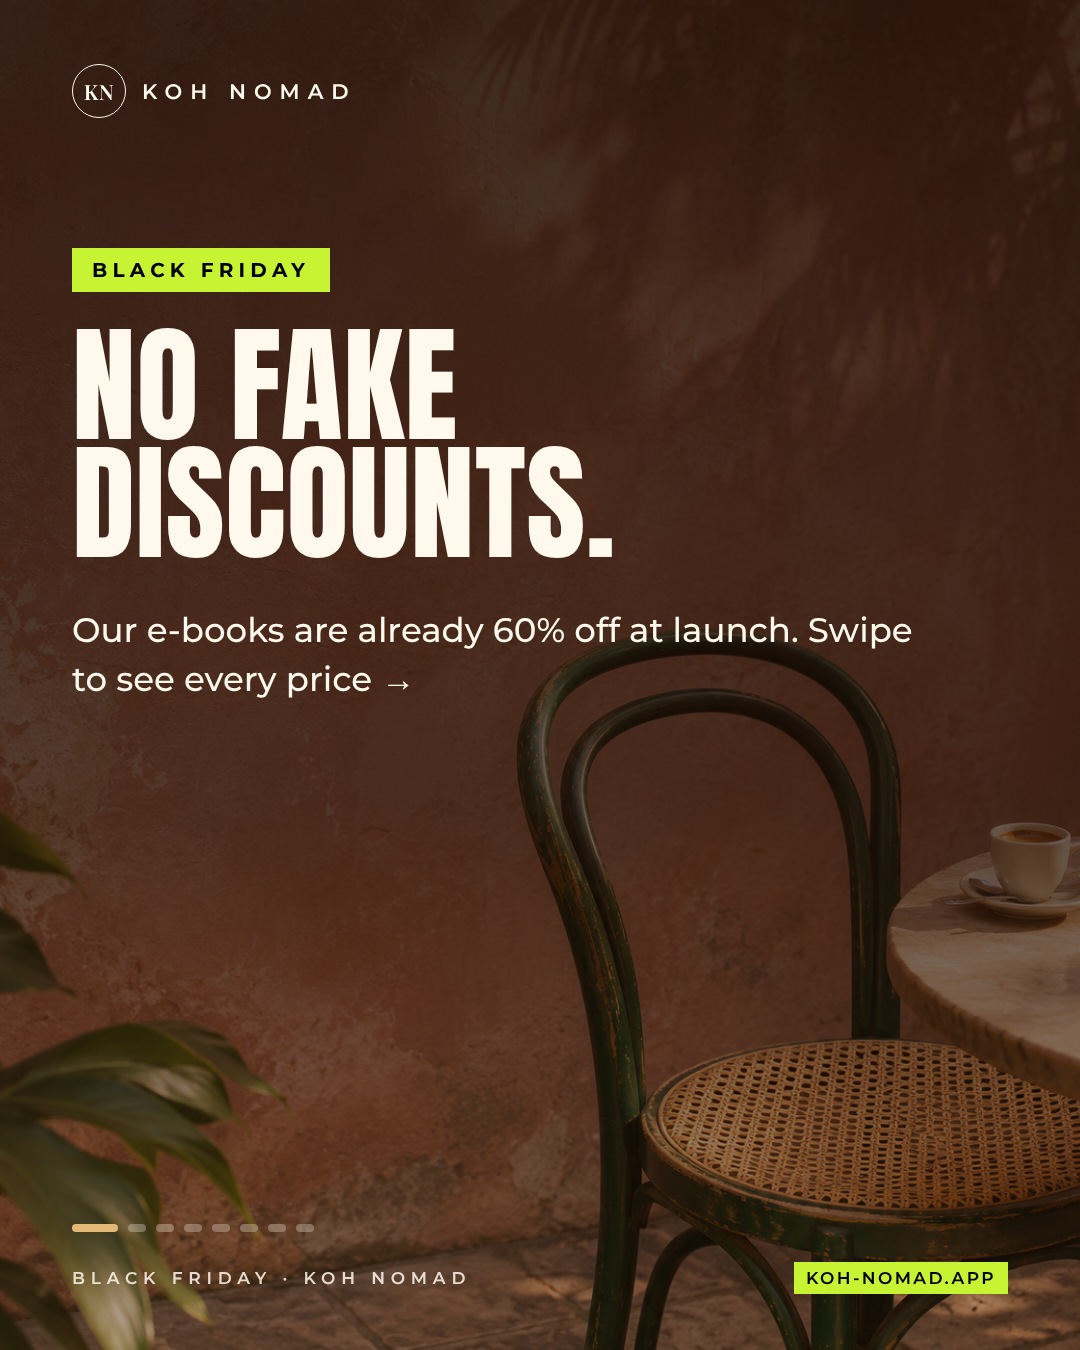 KN KOH NOMAD
BLACK FRIDAY
NO FAKE
DISCOUNTS.
Our e-books are already 60% off at launch. Swipe
to see every price →
BLACK FRIDAY · KOH NOMAD
KOH-NOMAD.APP